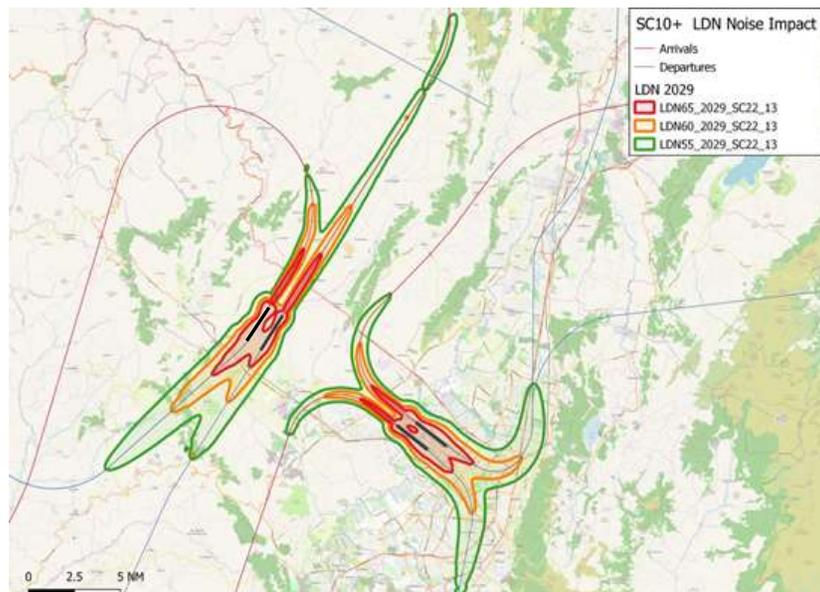 SC10+ LDN Noise Impact
Arrivals
Departures
LDN 2029
LDN65_2029_SC22_13
LDN60_2029_SC22_13
LDN55_2029_SC22_13
0 2.5 5 NM